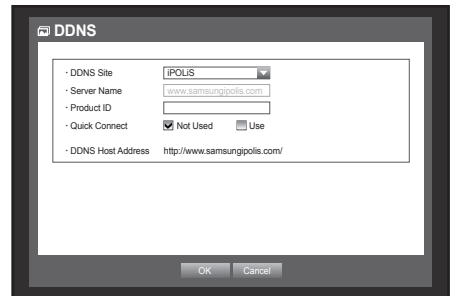 DDNS
· DDNS Site iPOLiS
· Server Name www.samsungipolis.com
· Product ID
· Quick Connect Not Used Use
· DDNS Host Address http://www.samsungipolis.com/
OK Cancel